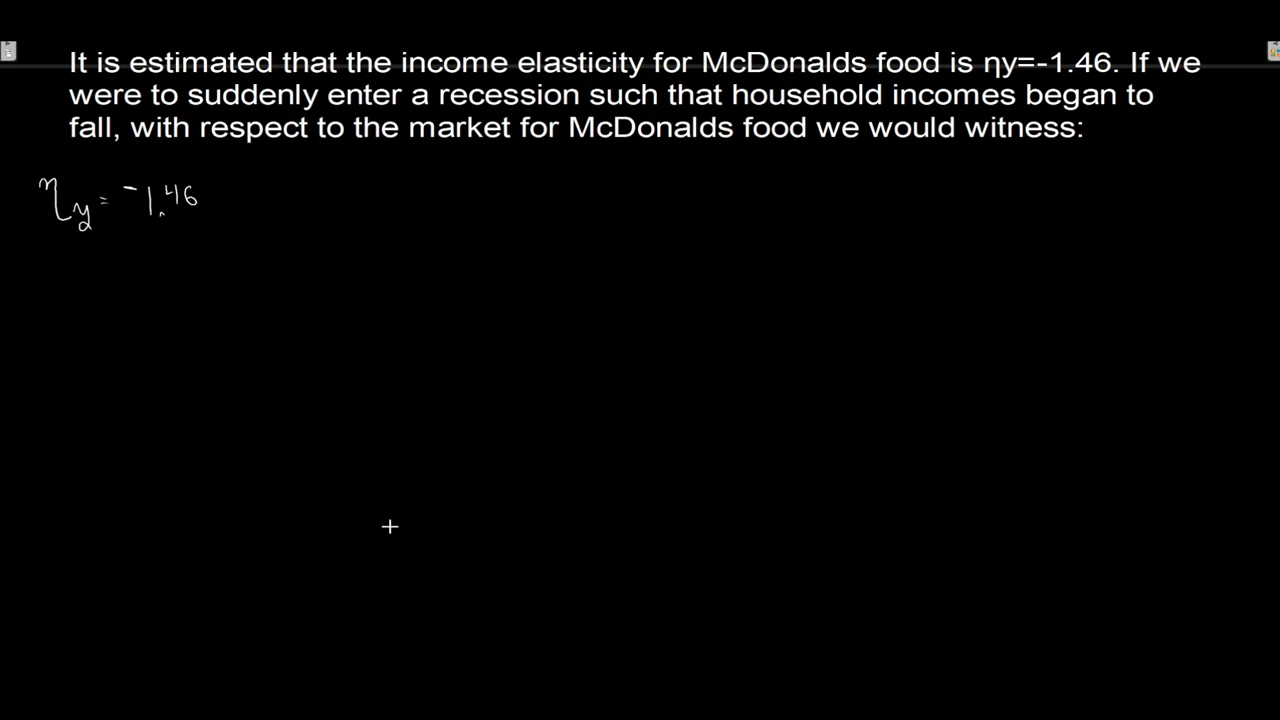 It is estimated that the income elasticity for McDonalds food is ηy=-1.46. If we
were to suddenly enter a recession such that household incomes began to
fall, with respect to the market for McDonalds food we would witness:
ηy = -1.46